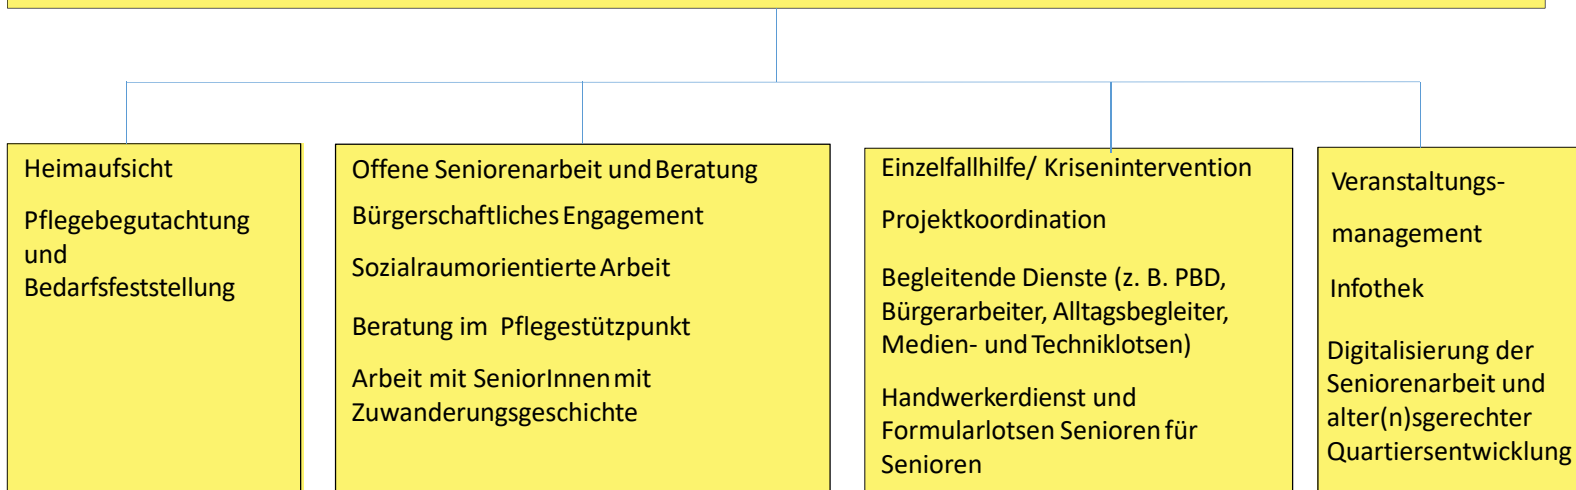 Heimaufsicht
Pflegebegutachtung
und
Bedarfsfeststellung
Offene Seniorenarbeit und Beratung
Bürgerschaftliches Engagement
Sozialraumorientierte Arbeit
Beratung im Pflegestützpunkt
Arbeit mit SeniorInnen mit
Zuwanderungsgeschichte
Einzelfallhilfe/ Krisenintervention
Projektkoordination
Begleitende Dienste (z. B. PBD,
Bürgerarbeiter, Alltagsbegleiter,
Medien- und Techniklotsen)
Handwerkerdienst und
Formularlotsen Senioren für
Senioren
Veranstaltungs-
management
Infothek
Digitalisierung der
Seniorenarbeit und
alter(n)sgerechter
Quartiersentwicklung